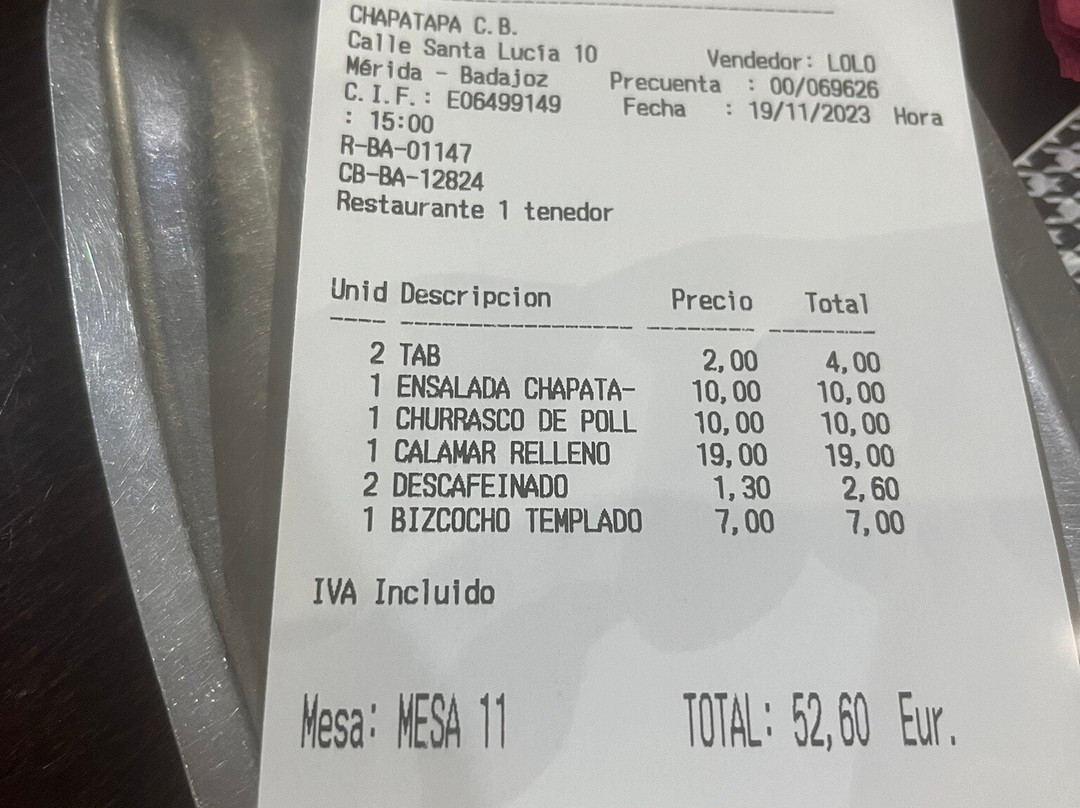 CHAPATAPA C.B.
Calle Santa Lucía 10 Vendedor: LOLO
Mérida - Badajoz Precuenta : 00/069626
C.I.F.: E06499149 Fecha : 19/11/2023 Hora
: 15:00
R-BA-01147
CB-BA-12824
Restaurante 1 tenedor
Unid Descripcion Precio Total
2 TAB 2,00 4,00
1 ENSALADA CHAPATA- 10,00 10,00
1 CHURRASCO DE POLL 10,00 10,00
1 CALAMAR RELLENO 19,00 19,00
2 DESCAFEINADO 1,30 2,60
1 BIZCOCHO TEMPLADO 7,00 7,00
IVA Incluido
Mesa: MESA 11 TOTAL: 52,60 Eur.